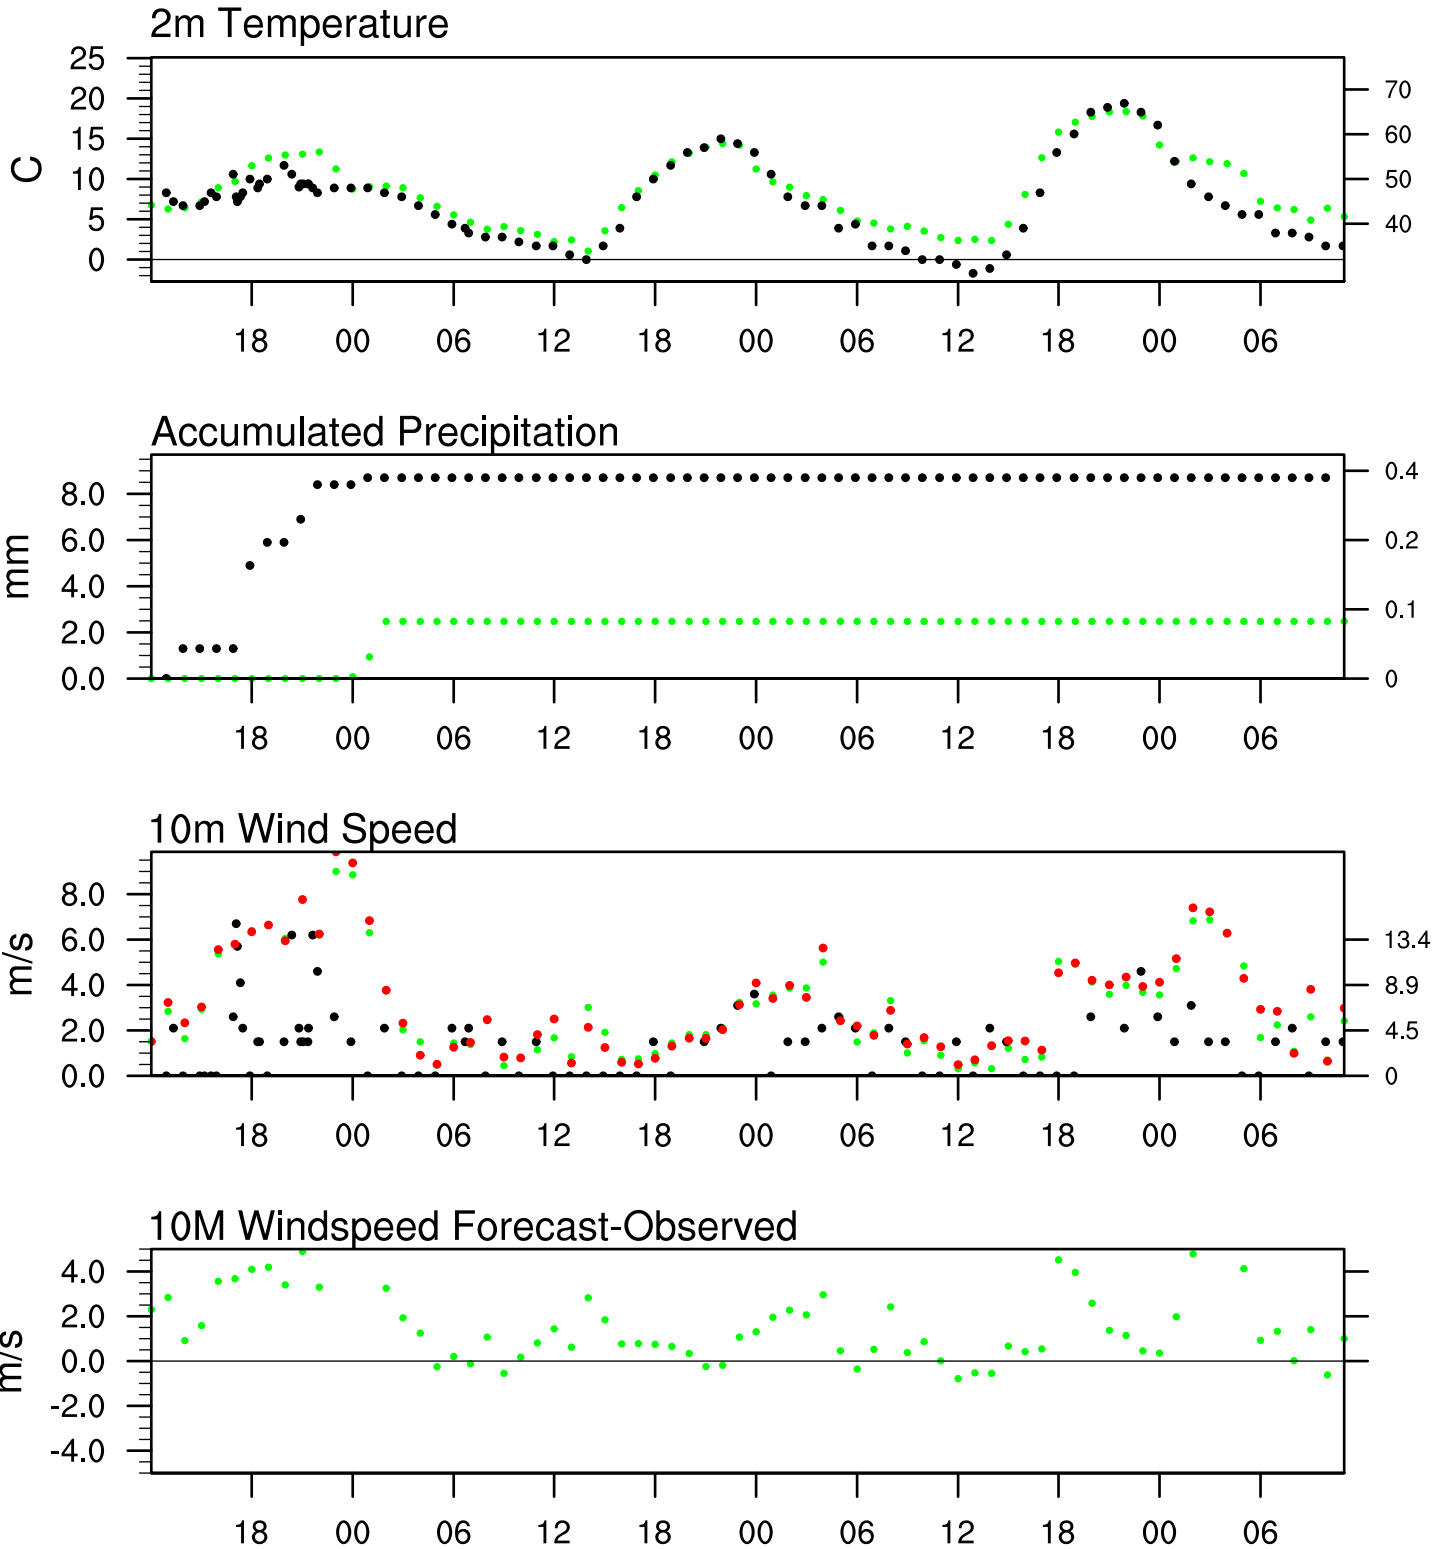 2m Temperature
25
20
15
10
5
0
C
70
60
50
40
18 00 06 12 18 00 06 12 18 00 06
Accumulated Precipitation
8.0
6.0
4.0
2.0
0.0
mm
0.4
0.2
0.1
0
18 00 06 12 18 00 06 12 18 00 06
10m Wind Speed
8.0
6.0
4.0
2.0
0.0
m/s
13.4
8.9
4.5
0
18 00 06 12 18 00 06 12 18 00 06
10M Windspeed Forecast-Observed
4.0
2.0
0.0
-2.0
-4.0
m/s
18 00 06 12 18 00 06 12 18 00 06